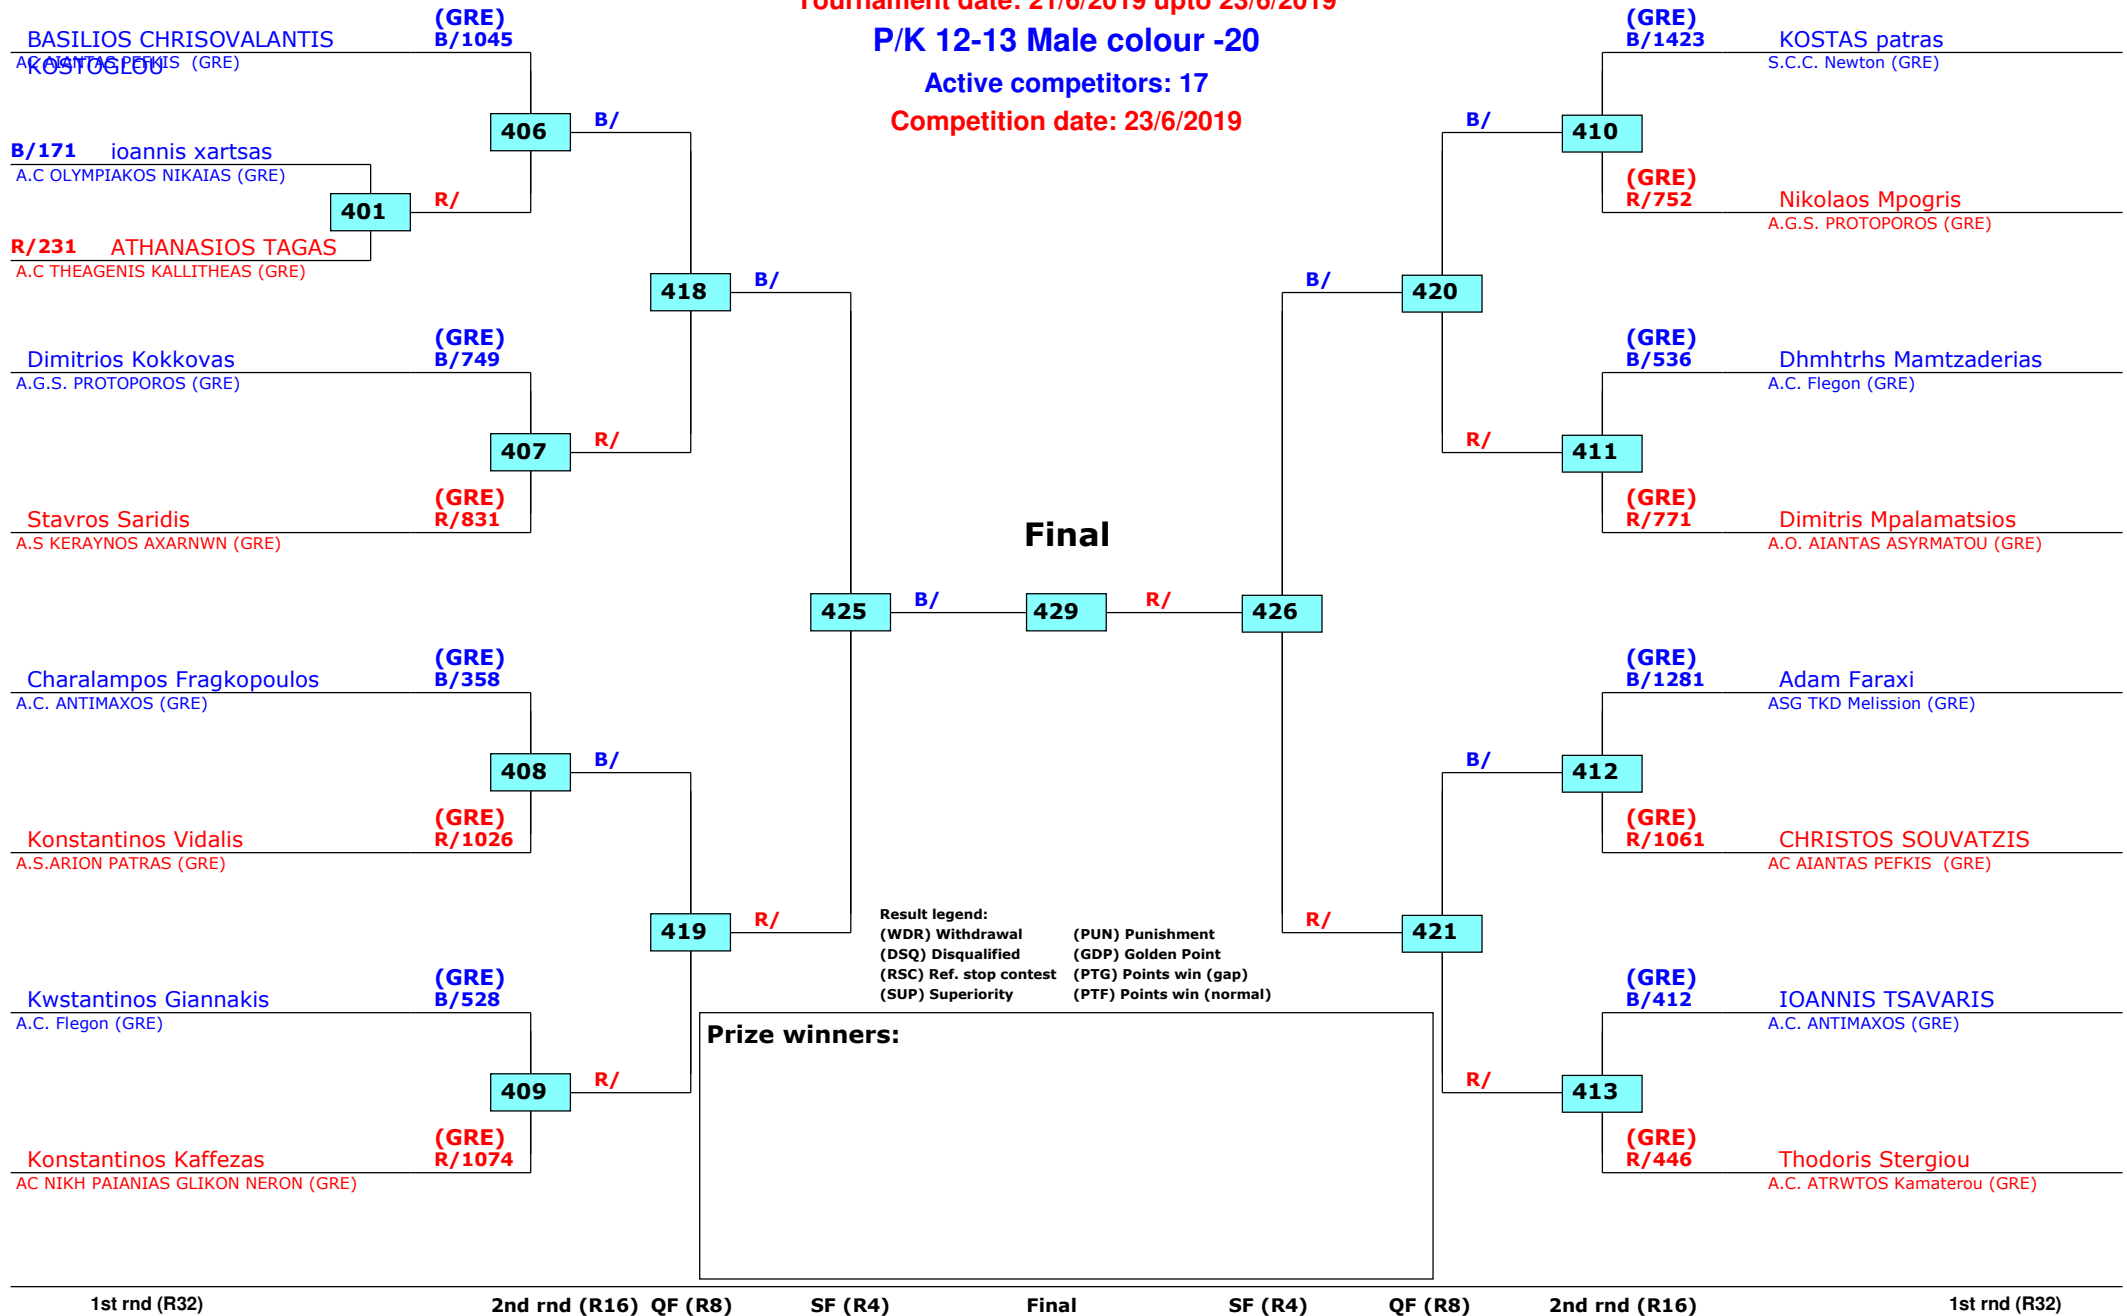 Tournament date: 21/6/2019 upto 23/6/2019
P/K 12-13 Male colour -20
Active competitors: 17
Competition date: 23/6/2019
(GRE)
BASILIOS CHRISOVALANTIS B/1045
KOSTOGLOU
AC AIANTAS PEFKIS (GRE)
406
B/
B/171 ioannis xartsas
A.C OLYMPIAKOS NIKAIAS (GRE)
401
R/
R/231 ATHANASIOS TAGAS
A.C THEAGENIS KALLITHEAS (GRE)
418
B/
(GRE)
Dimitrios Kokkovas B/749
A.G.S. PROTOPOROS (GRE)
407
R/
(GRE)
Stavros Saridis R/831
A.S KERAYNOS AXARNWN (GRE)
425
B/
(GRE)
Charalampos Fragkopoulos B/358
A.C. ANTIMAXOS (GRE)
408
B/
(GRE)
Konstantinos Vidalis R/1026
A.S.ARION PATRAS (GRE)
419
R/
(GRE)
Kwstantinos Giannakis B/528
A.C. Flegon (GRE)
409
R/
(GRE)
Konstantinos Kaffezas R/1074
AC NIKH PAIANIAS GLIKON NERON (GRE)
Final
429
R/
426
(GRE)
B/1423 KOSTAS patras
S.C.C. Newton (GRE)
B/
410
(GRE)
R/752 Nikolaos Mpogris
A.G.S. PROTOPOROS (GRE)
B/
420
(GRE)
B/536 Dhmhtrhs Mamtzaderias
A.C. Flegon (GRE)
R/
411
(GRE)
R/771 Dimitris Mpalamatsios
A.O. AIANTAS ASYRMATOU (GRE)
(GRE)
B/1281 Adam Faraxi
ASG TKD Melission (GRE)
B/
412
(GRE)
R/1061 CHRISTOS SOUVATZIS
AC AIANTAS PEFKIS (GRE)
R/
421
(GRE)
B/412 IOANNIS TSAVARIS
A.C. ANTIMAXOS (GRE)
R/
413
(GRE)
R/446 Thodoris Stergiou
A.C. ATRWTOS Kamaterou (GRE)
Result legend:
(WDR) Withdrawal (PUN) Punishment
(DSQ) Disqualified (GDP) Golden Point
(RSC) Ref. stop contest (PTG) Points win (gap)
(SUP) Superiority (PTF) Points win (normal)
Prize winners:
1st rnd (R32) 2nd rnd (R16) QF (R8) SF (R4) Final SF (R4) QF (R8) 2nd rnd (R16) 1st rnd (R32)